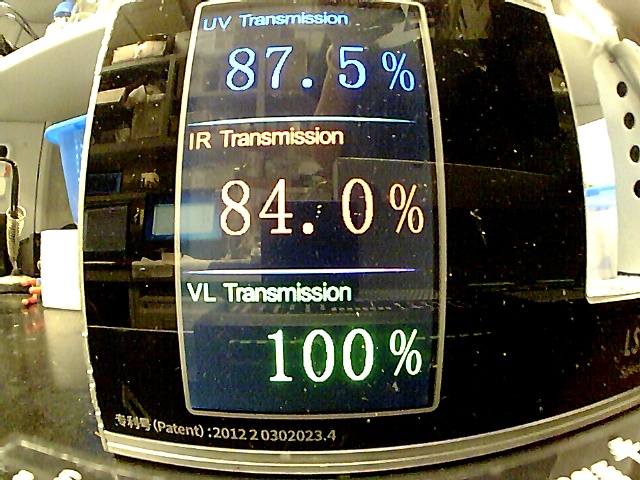 UV Transmission
87.5%
IR Transmission
84.0%
VL Transmission
100%
专利号(Patent):2012 2 0302023.4
LS